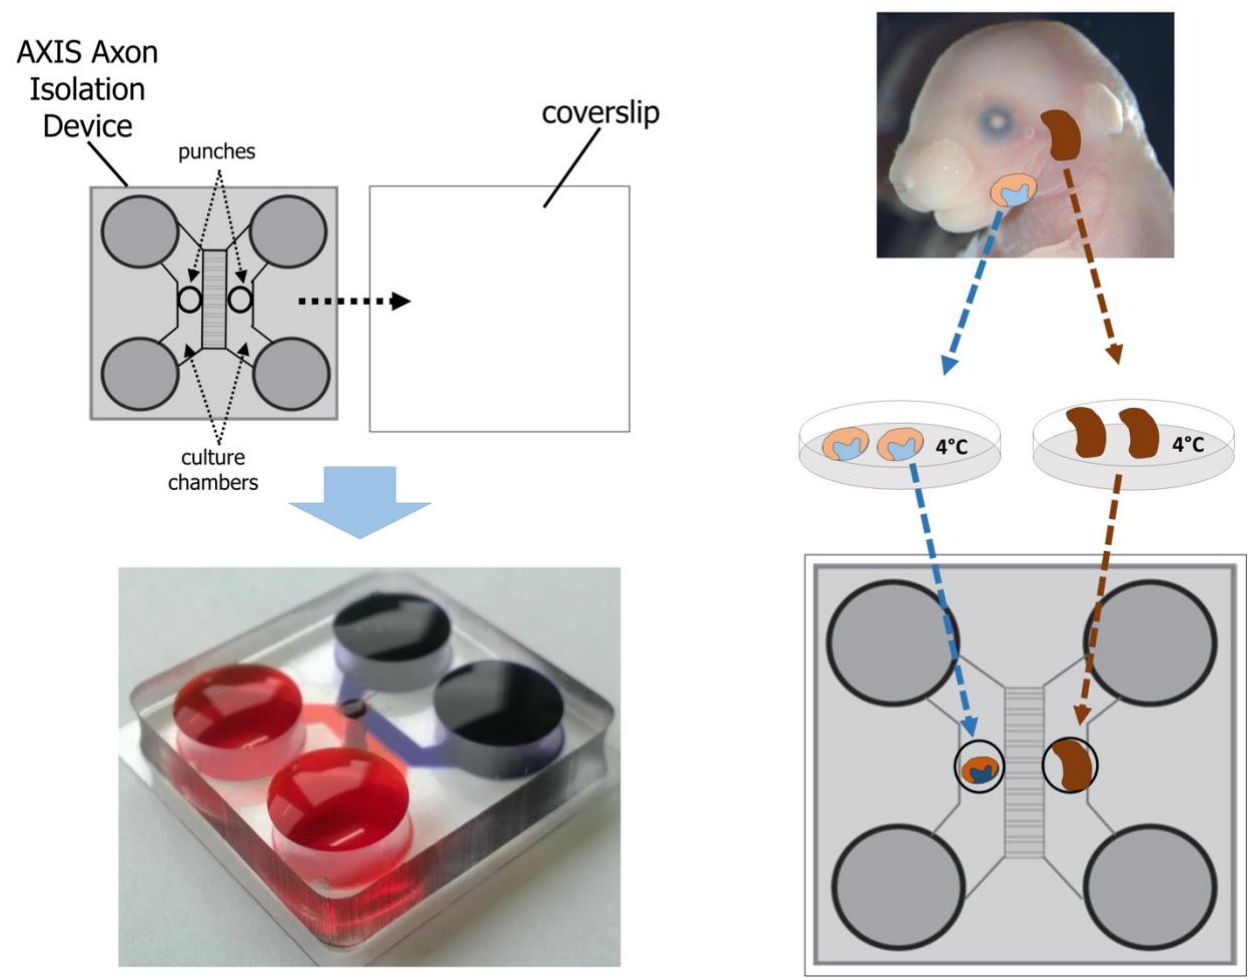 AXIS Axon
Isolation
Device
punches
coverslip
culture
chambers
4°C
4°C